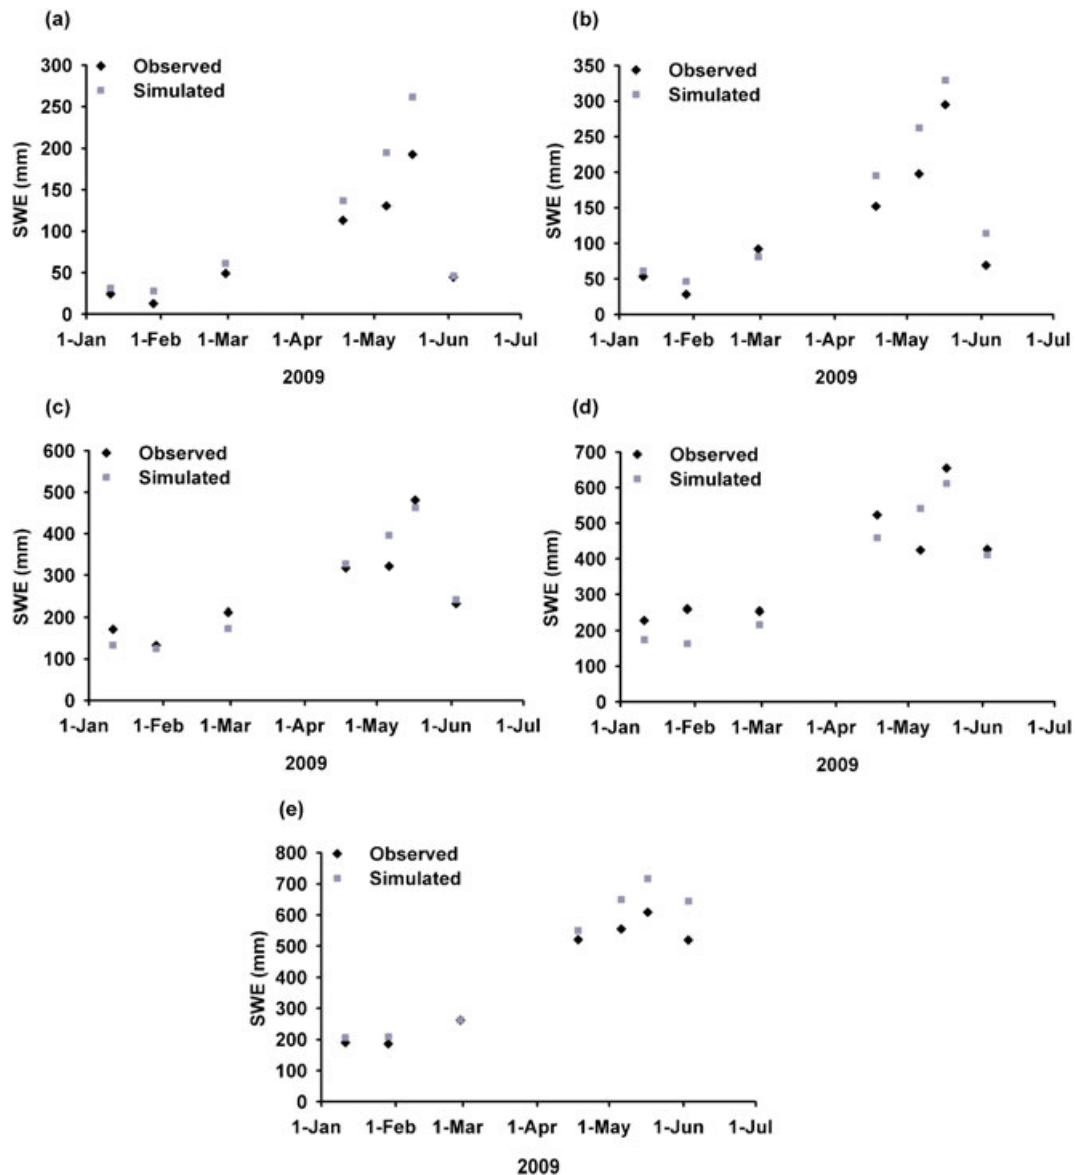 (a)
300
250
200
150
100
50
0
SWE (mm)
Observed
Simulated
1-Jan 1-Feb 1-Mar 1-Apr 1-May 1-Jun 1-Jul
2009
(b)
350
300
250
200
150
100
50
0
SWE (mm)
Observed
Simulated
1-Jan 1-Feb 1-Mar 1-Apr 1-May 1-Jun 1-Jul
2009
(c)
600
500
400
300
200
100
0
SWE (mm)
Observed
Simulated
1-Jan 1-Feb 1-Mar 1-Apr 1-May 1-Jun 1-Jul
2009
(d)
700
600
500
400
300
200
100
0
SWE (mm)
Observed
Simulated
1-Jan 1-Feb 1-Mar 1-Apr 1-May 1-Jun 1-Jul
2009
(e)
800
700
600
500
400
300
200
100
0
SWE (mm)
Observed
Simulated
1-Jan 1-Feb 1-Mar 1-Apr 1-May 1-Jun 1-Jul
2009